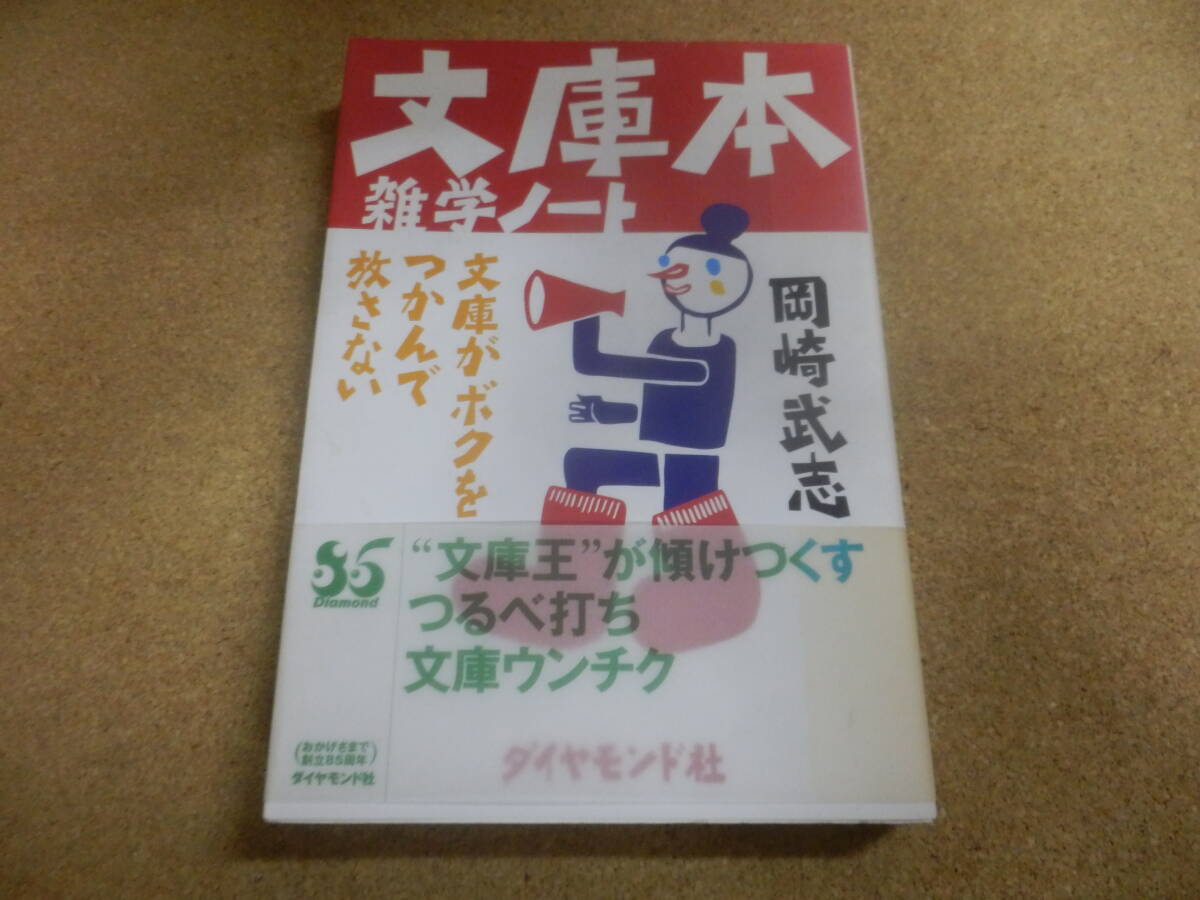 文庫本
雑学ノート
文庫がボクを
つかんで
放さない
岡崎武志
85
Diamond
“文庫王”が傾けつくす
つるべ打ち
文庫ウンチク
(おかげさまで
創立85周年)
ダイヤモンド社
ダイヤモンド社